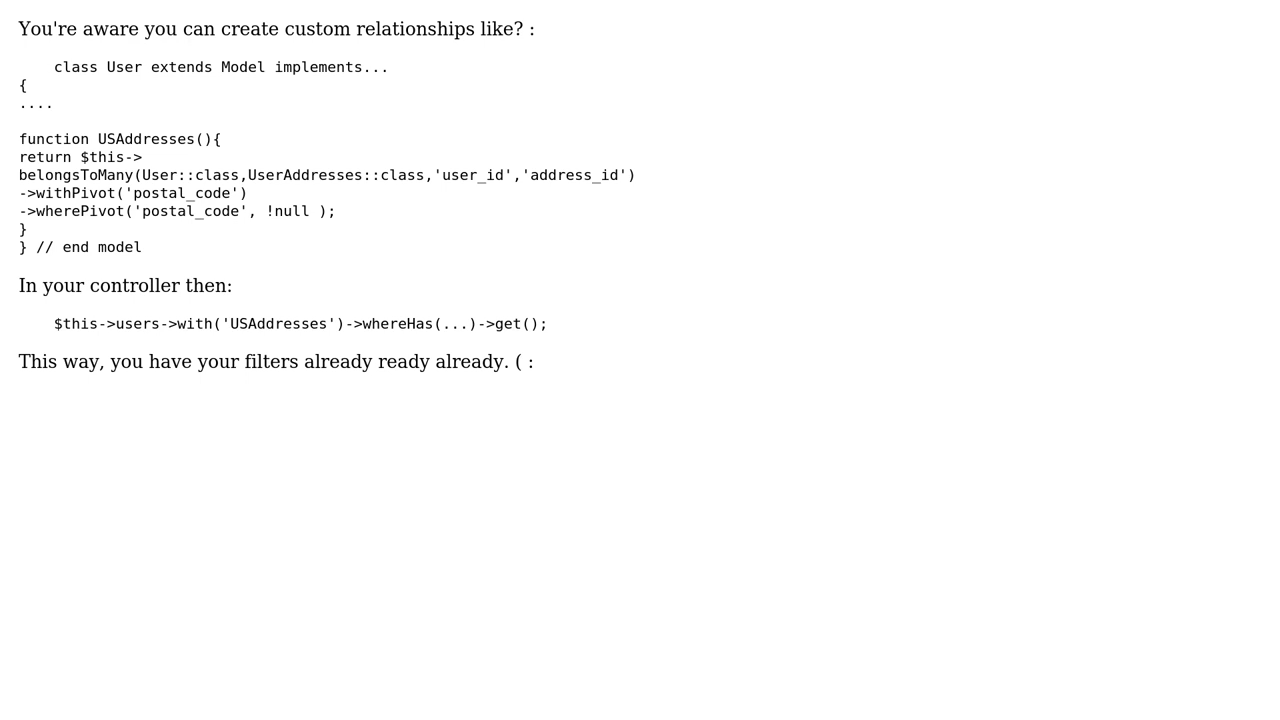 You're aware you can create custom relationships like? :
class User extends Model implements...
{
....
function USAddresses(){
return $this->
belongsToMany(User::class,UserAddresses::class,'user_id','address_id')
->withPivot('postal_code')
->wherePivot('postal_code', !null );
}
} // end model
In your controller then:
$this->users->with('USAddresses')->whereHas(...)->get();
This way, you have your filters already ready already. ( :